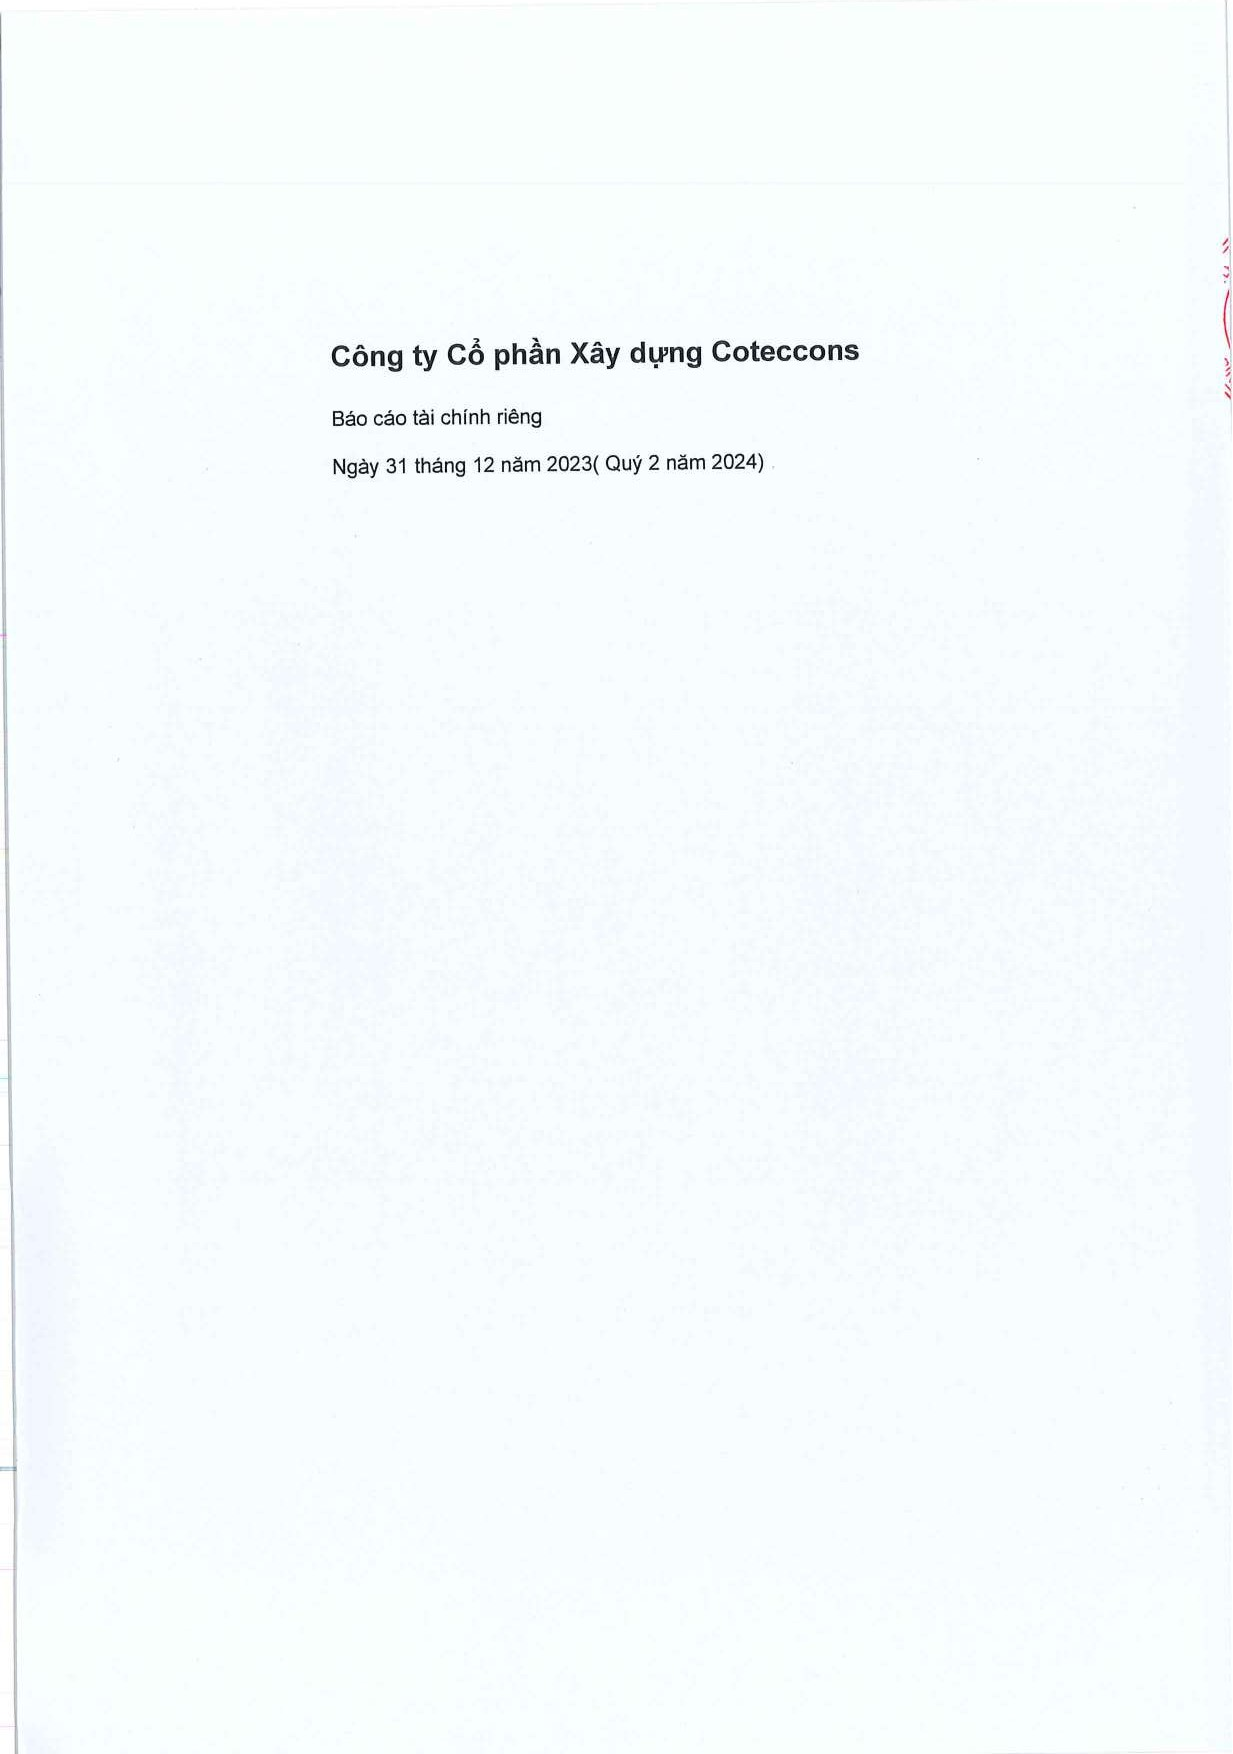 Công ty Cổ phần Xây dựng Coteccons
Báo cáo tài chính riêng
Ngày 31 tháng 12 năm 2023( Quý 2 năm 2024)